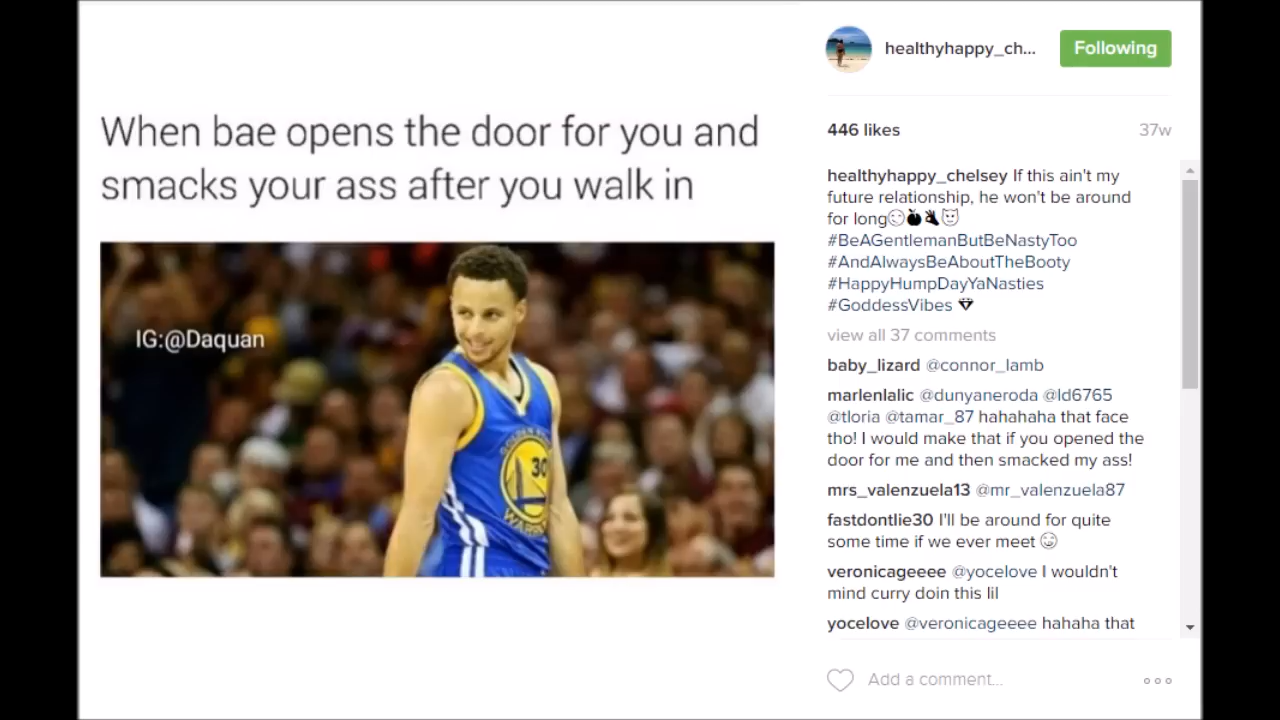 When bae opens the door for you and
smacks your ass after you walk in
IG:@Daquan
GOLDEN STATE
30
WARRIORS
healthyhappy_ch...
Following
446 likes
37w
healthyhappy_chelsey If this ain't my
future relationship, he won't be around
for long
#BeAGentlemanButBeNastyToo
#AndAlwaysBeAboutTheBooty
#HappyHumpDayYaNasties
#GoddessVibes
view all 37 comments
baby_lizard @connor_lamb
marlenlalic @dunyaneroda @ld6765
@tloria @tamar_87 hahahaha that face
tho! I would make that if you opened the
door for me and then smacked my ass!
mrs_valenzuela13 @mr_valenzuela87
fastdontlie30 I'll be around for quite
some time if we ever meet
veronicageeee @yocelove I wouldn't
mind curry doin this lil
yocelove @veronicageeee hahaha that
Add a comment...